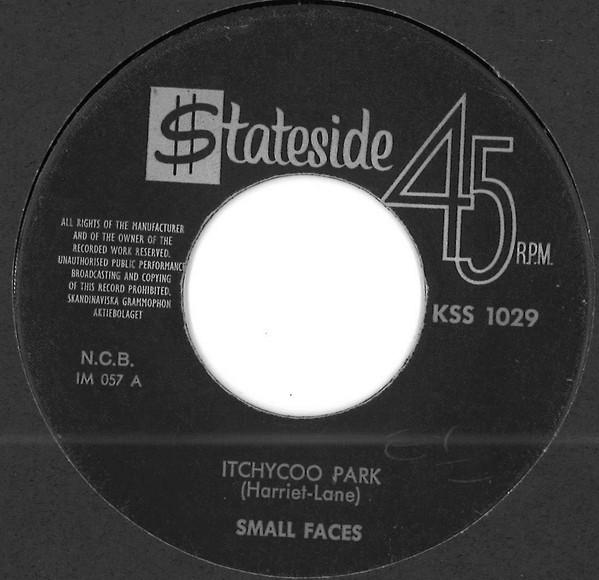 $tateside
45
R.P.M.
ALL RIGHTS OF THE MANUFACTURER
AND OF THE OWNER OF THE
RECORDED WORK RESERVED.
UNAUTHORISED PUBLIC PERFORMANCE
BROADCASTING AND COPYING
OF THIS RECORD PROHIBITED.
SKANDINAVISKA GRAMMOPHON
AKTIEBOLAGET
KSS 1029
N.C.B.
IM 057 A
ITCHYCOO PARK
(Harriet-Lane)
SMALL FACES